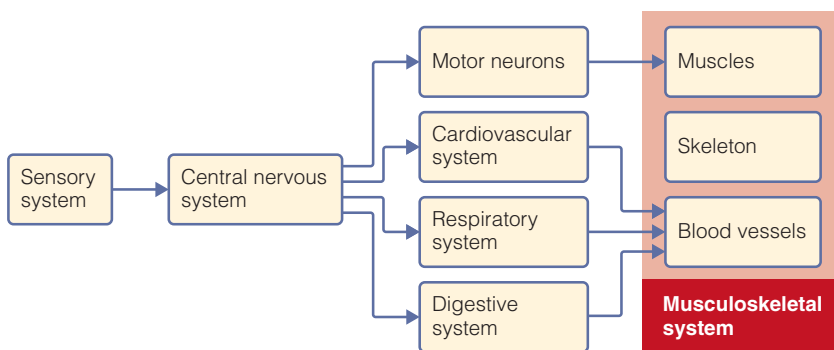 Sensory
system
Central nervous
system
Motor neurons
Cardiovascular
system
Respiratory
system
Digestive
system
Muscles
Skeleton
Blood vessels
Musculoskeletal
system